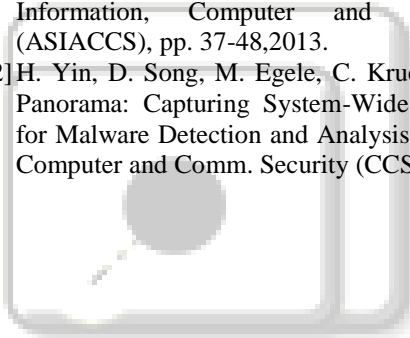 Information, Computer and
(ASIACCS), pp. 37-48,2013.
2] H. Yin, D. Song, M. Egele, C.
Panorama: Capturing System-Wide
for Malware Detection and Analysis
Computer and Comm. Security (CCS